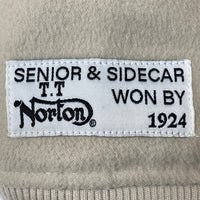 SENIOR & SIDECAR
T.T WON BY
Norton® 1924